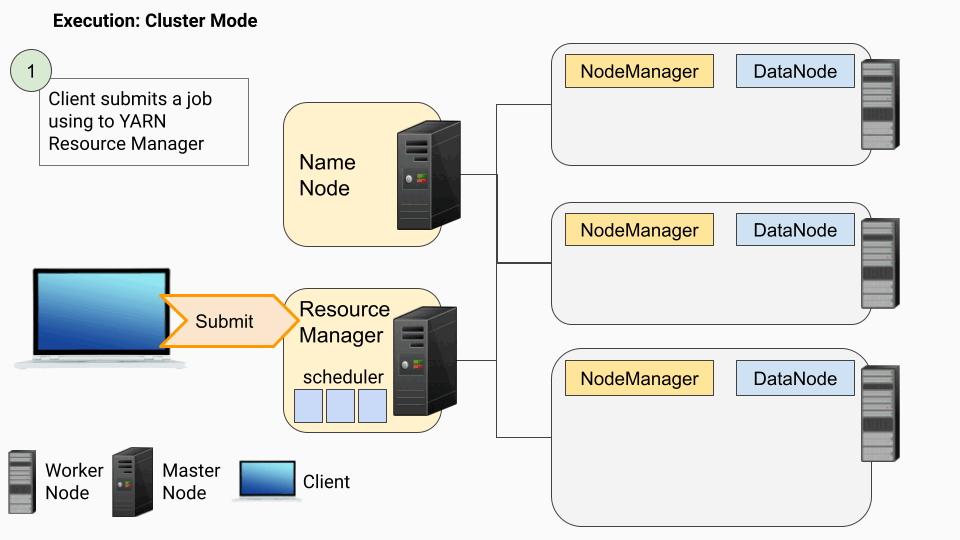 Execution: Cluster Mode
1
Client submits a job
using to YARN
Resource Manager
Name
Node
Submit
Resource
Manager
scheduler
NodeManager
DataNode
NodeManager
DataNode
NodeManager
DataNode
Worker
Node
Master
Node
Client